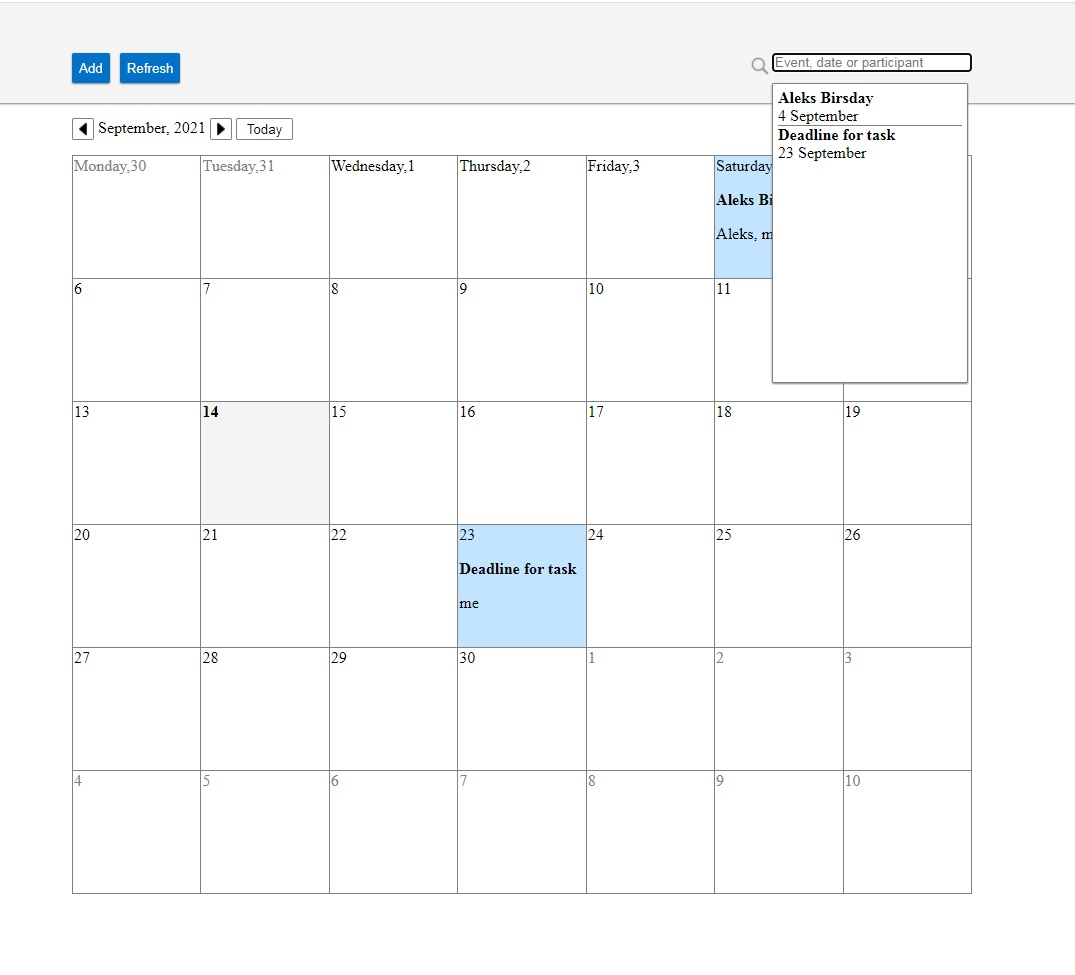 Add Refresh Event, date or participant
Aleks Birsday
4 September
Deadline for task
23 September
September, 2021 Today
Monday,30 Tuesday,31 Wednesday,1 Thursday,2 Friday,3 Saturday
Aleks Bi
Aleks, m
6 7 8 9 10 11
13 14 15 16 17 18 19
20 21 22 23 24 25 26
Deadline for task
me
27 28 29 30 1 2 3
4 5 6 7 8 9 10